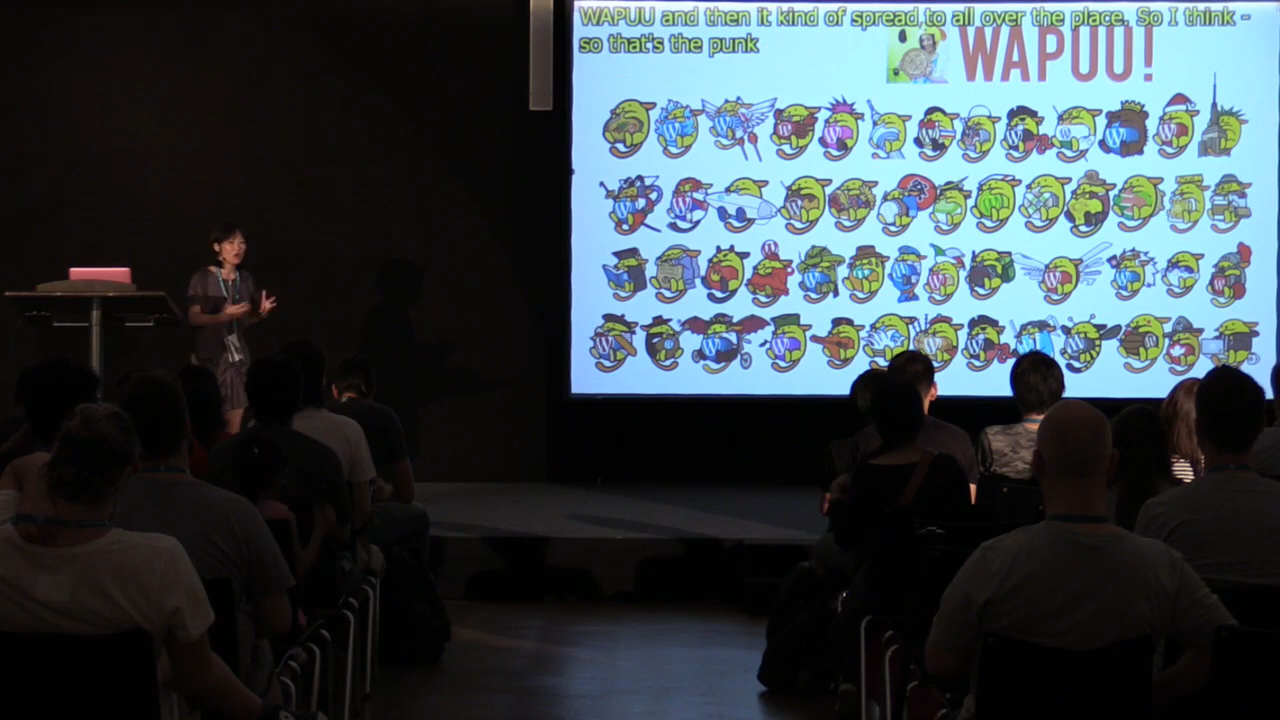 WAPUU and then it kind of spread to all over the place. So I think -
so that's the punk
WAPUU!